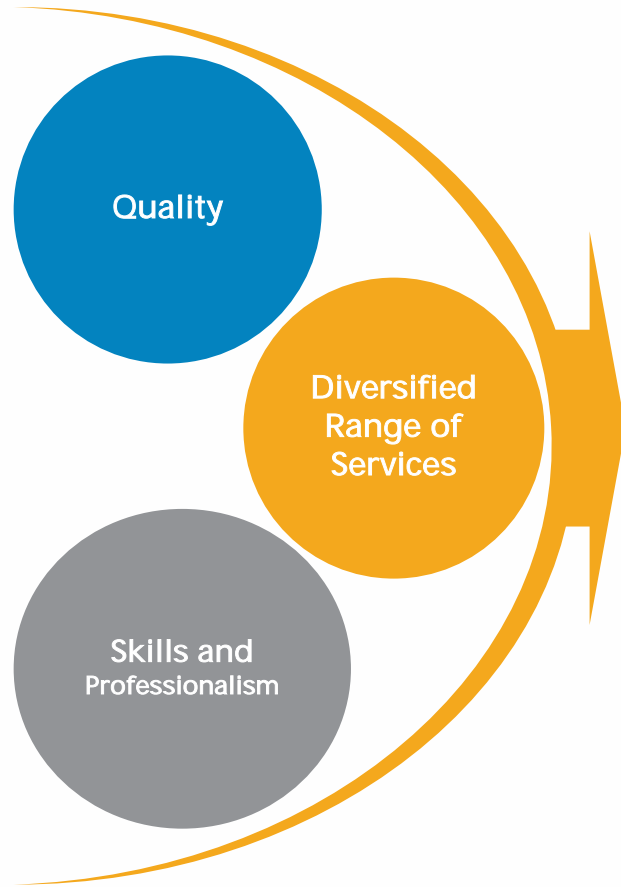 Quality
Diversified
Range of
Services
Skills and
Professionalism